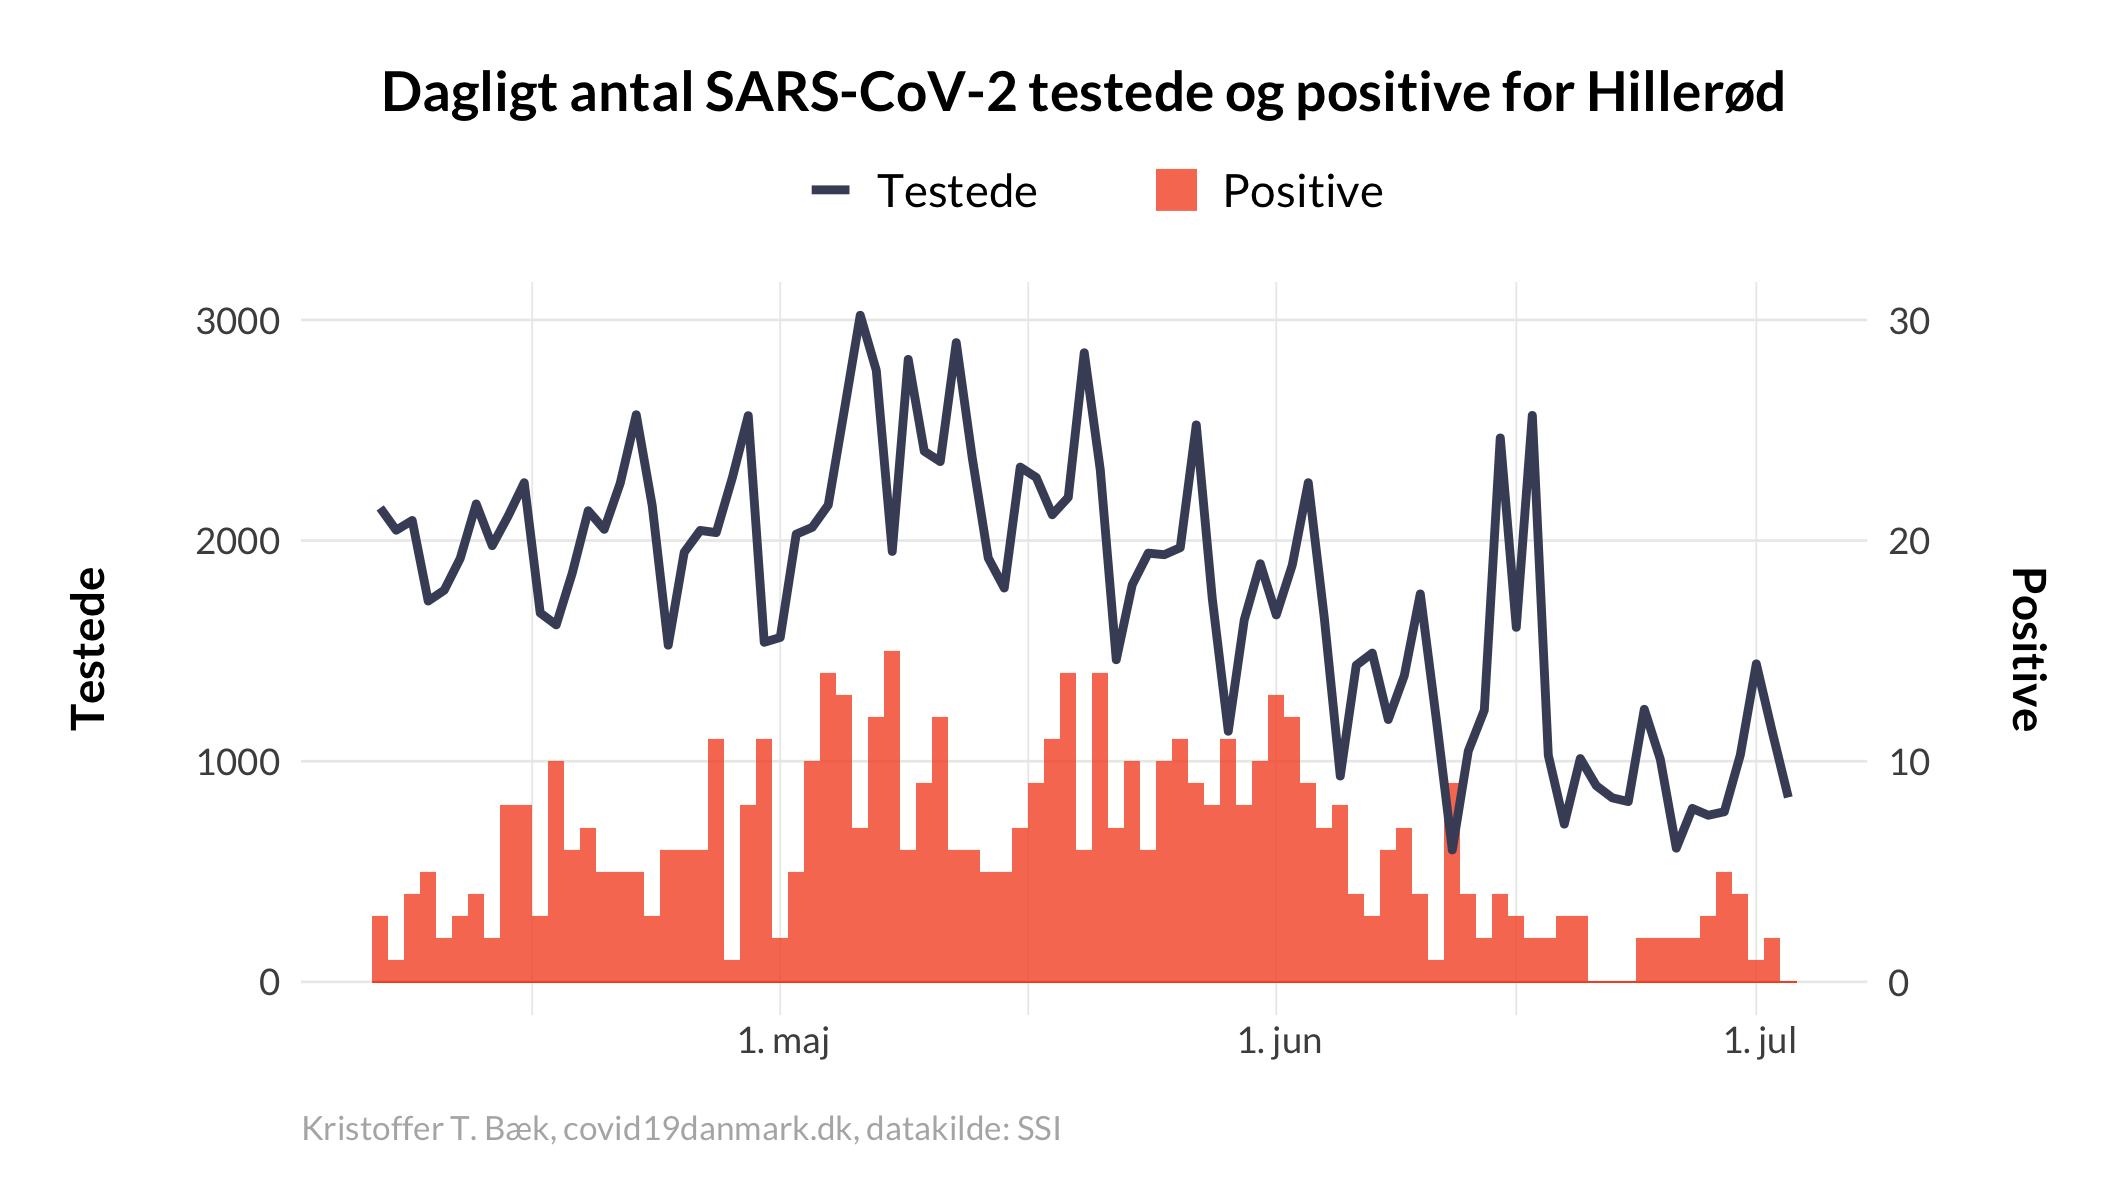 Dagligt antal SARS-CoV-2 testede og positive for Hillerød
Testede
Positive
3000
2000
1000
0
30
20
10
0
Testede
Positive
1. maj
1. jun
1. jul
Kristoffer T. Bæk, covid19danmark.dk, datakilde: SSI